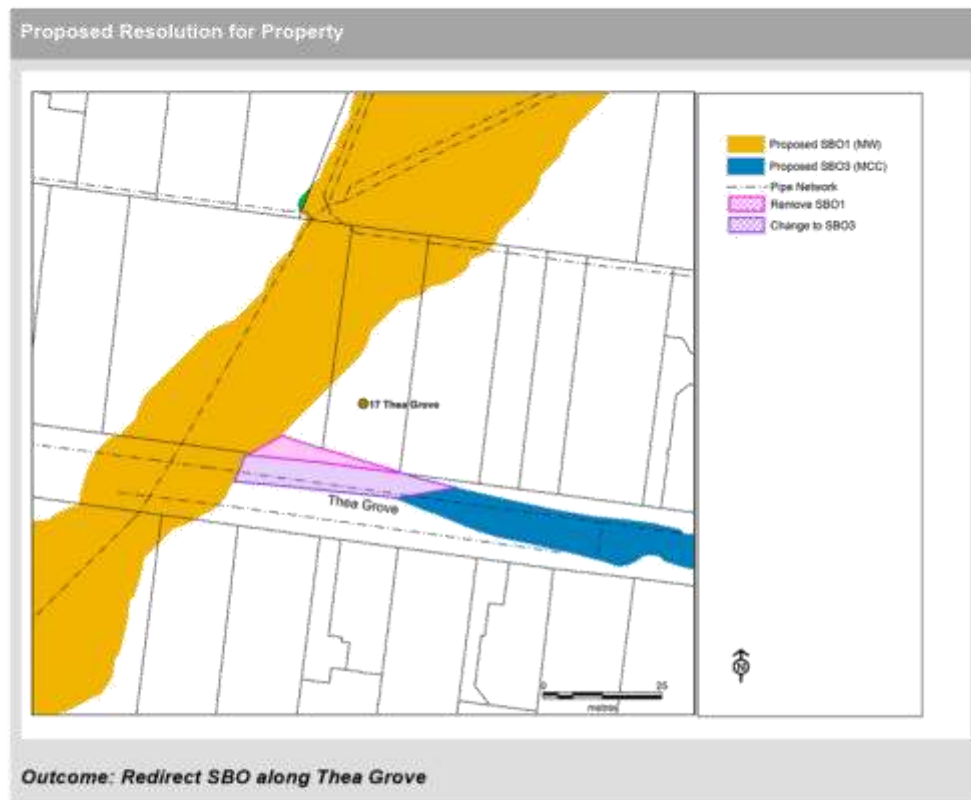 Proposed Resolution for Property
Proposed SBO1 (MW)
Proposed SBO3 (MCC)
Pipe Network
Remove SBO1
Change to SBO3
17 Thea Grove
Thea Grove
N
0 25
metres
Outcome: Redirect SBO along Thea Grove